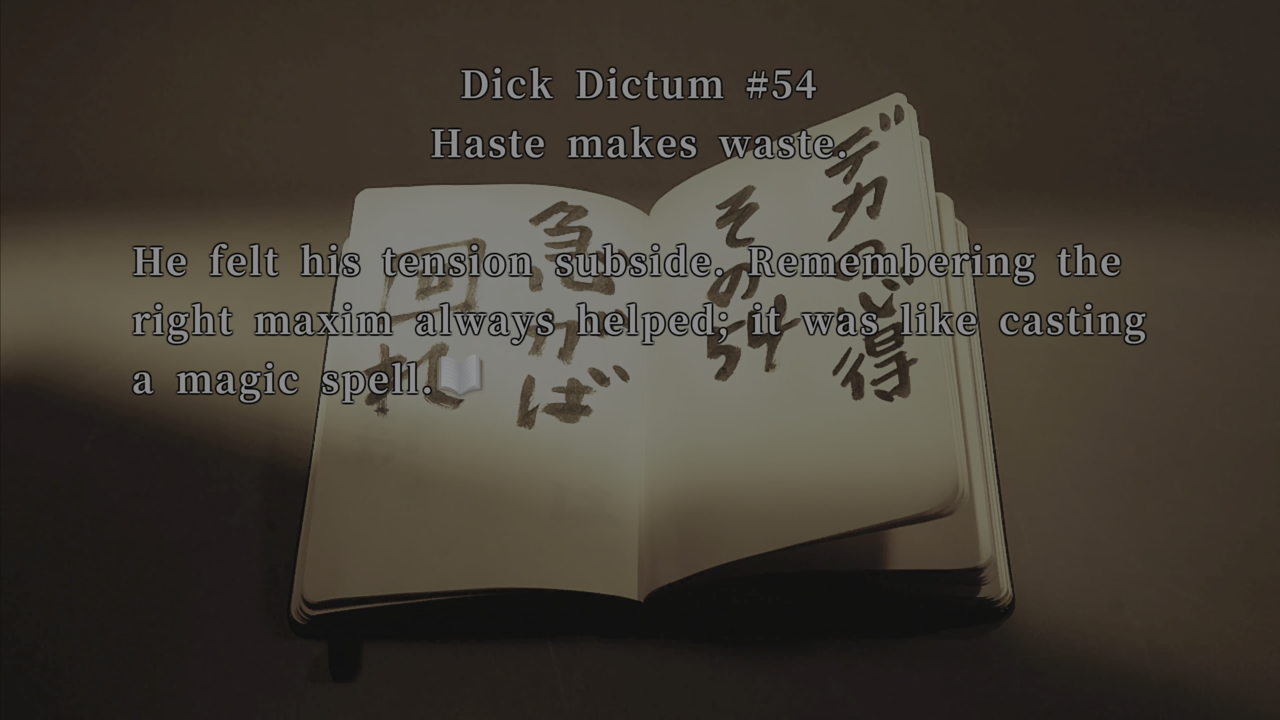 Dick Dictum #54
Haste makes waste.
He felt his tension subside. Remembering the
right maxim always helped; it was like casting
a magic spell.
デカ心得
その54
急がば
回れ